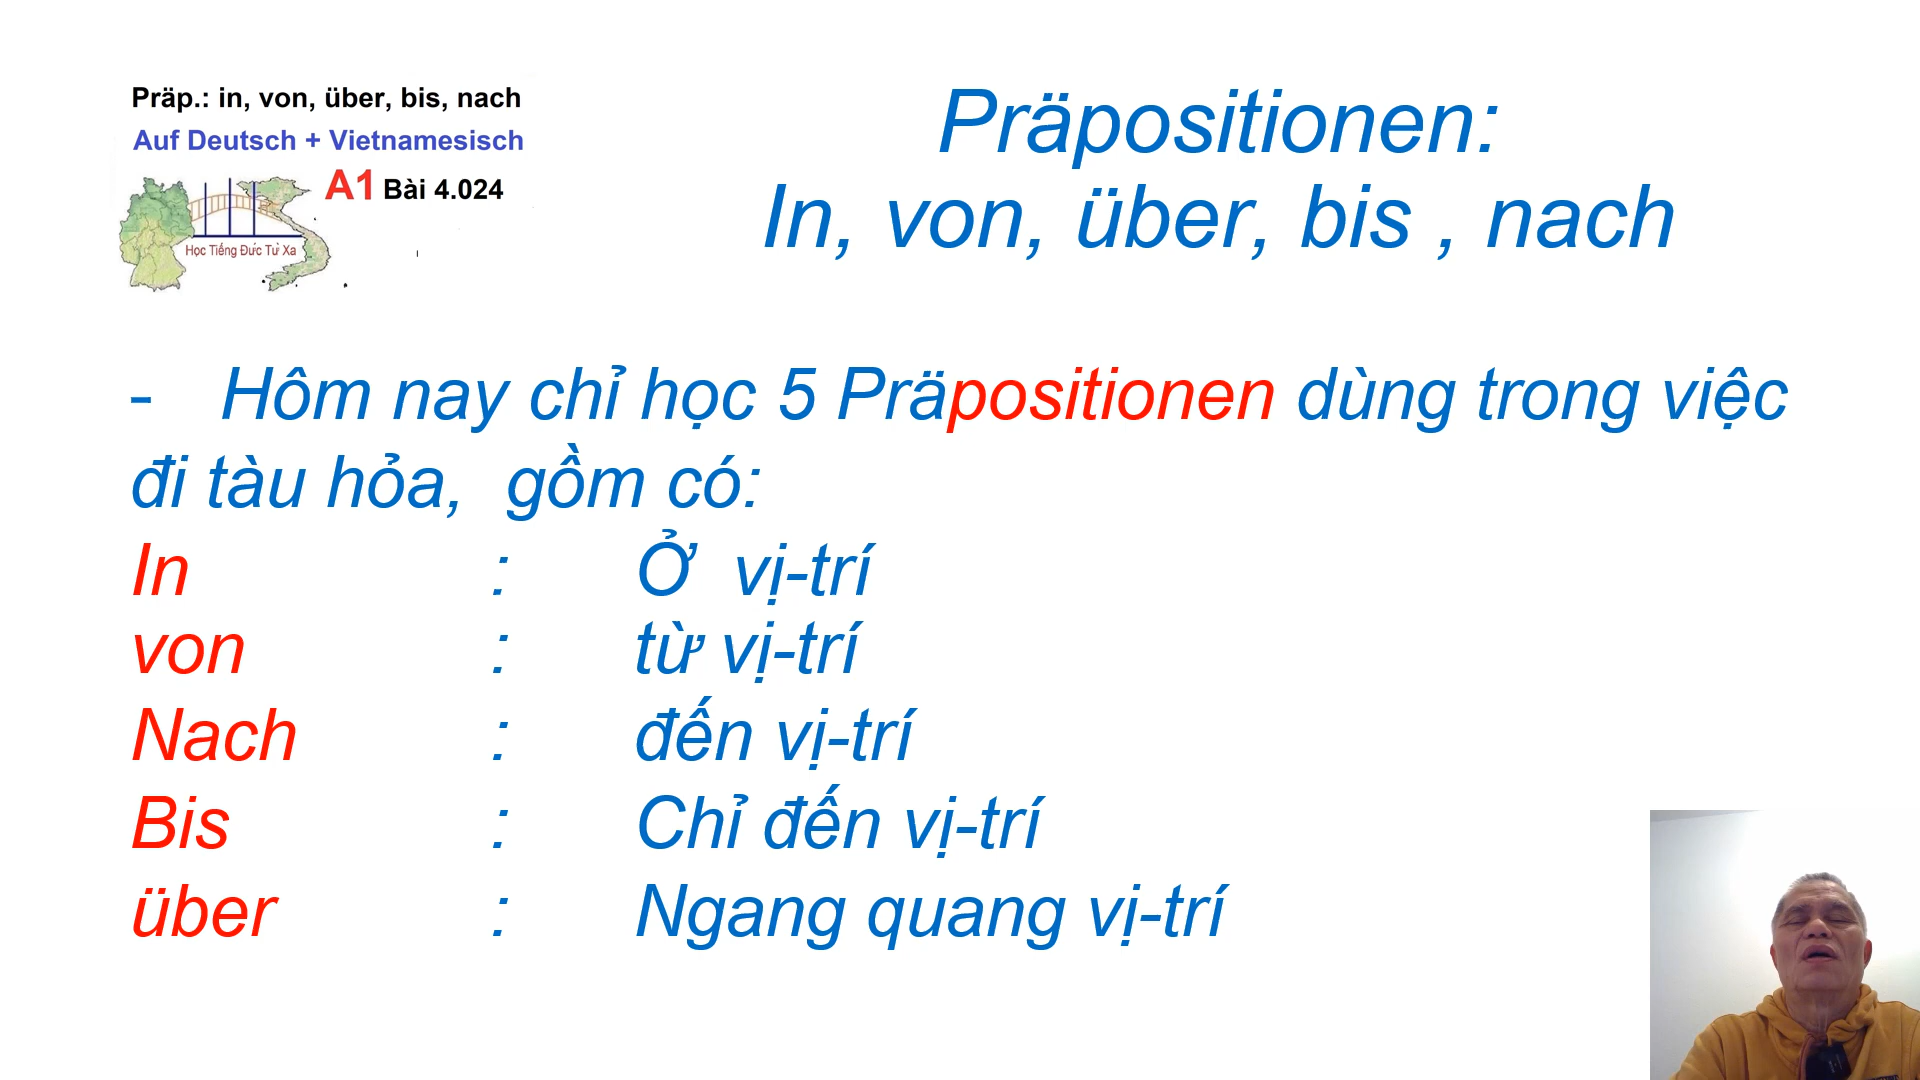 Präp.: in, von, über, bis, nach
Auf Deutsch + Vietnamesisch
A1 Bài 4.024
Học Tiếng Đức Từ Xa
Präpositionen:
In, von, über, bis , nach
- Hôm nay chỉ học 5 Präpositionen dùng trong việc
đi tàu hỏa, gồm có:
In : Ở vị-trí
von : từ vị-trí
Nach : đến vị-trí
Bis : Chỉ đến vị-trí
über : Ngang quang vị-trí